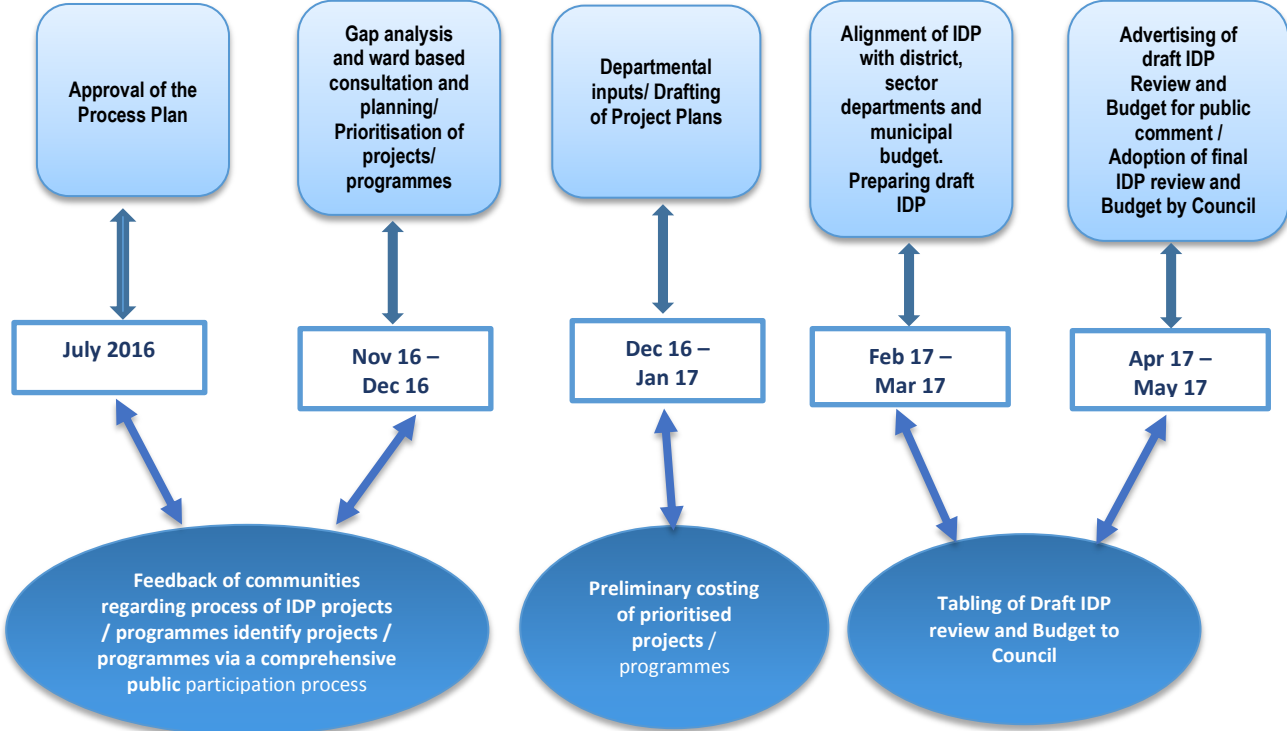 Approval of the
Process Plan
Gap analysis
and ward based
consultation and
planning/
Prioritisation of
projects/
programmes
Departmental
inputs/ Drafting
of Project Plans
Alignment of IDP
with district,
sector
departments and
municipal
budget.
Preparing draft
IDP
Advertising of
draft IDP
Review and
Budget for public
comment /
Adoption of final
IDP review and
Budget by Council
July 2016
Nov 16 –
Dec 16
Dec 16 –
Jan 17
Feb 17 –
Mar 17
Apr 17 –
May 17
Feedback of communities
regarding process of IDP projects
/ programmes identify projects /
programmes via a comprehensive
public participation process
Preliminary costing
of prioritised
projects /
programmes
Tabling of Draft IDP
review and Budget to
Council